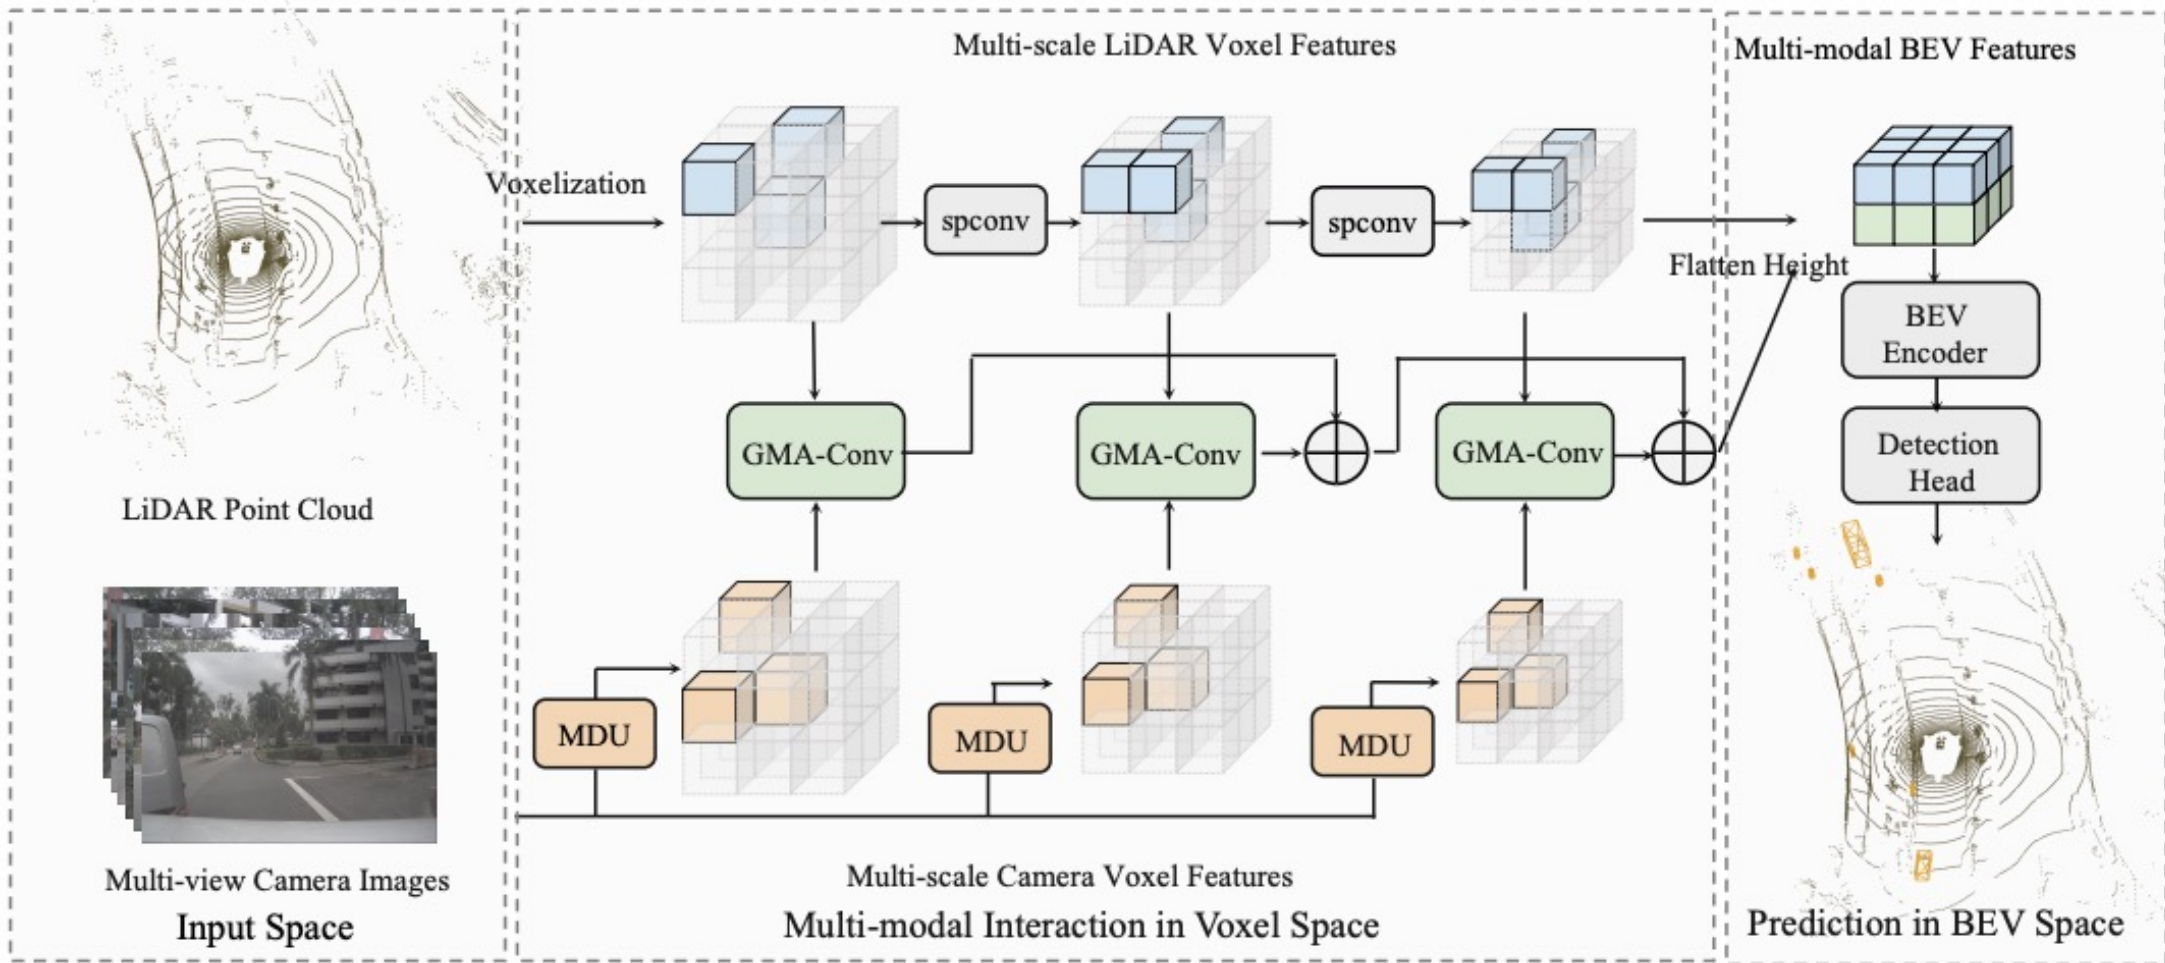 Multi-scale LiDAR Voxel Features
Multi-modal BEV Features
Voxelization
spconv
spconv
Flatten Height
BEV
Encoder
GMA-Conv
GMA-Conv
GMA-Conv
Detection
Head
LiDAR Point Cloud
MDU
MDU
MDU
Multi-view Camera Images
Multi-scale Camera Voxel Features
Input Space
Multi-modal Interaction in Voxel Space
Prediction in BEV Space